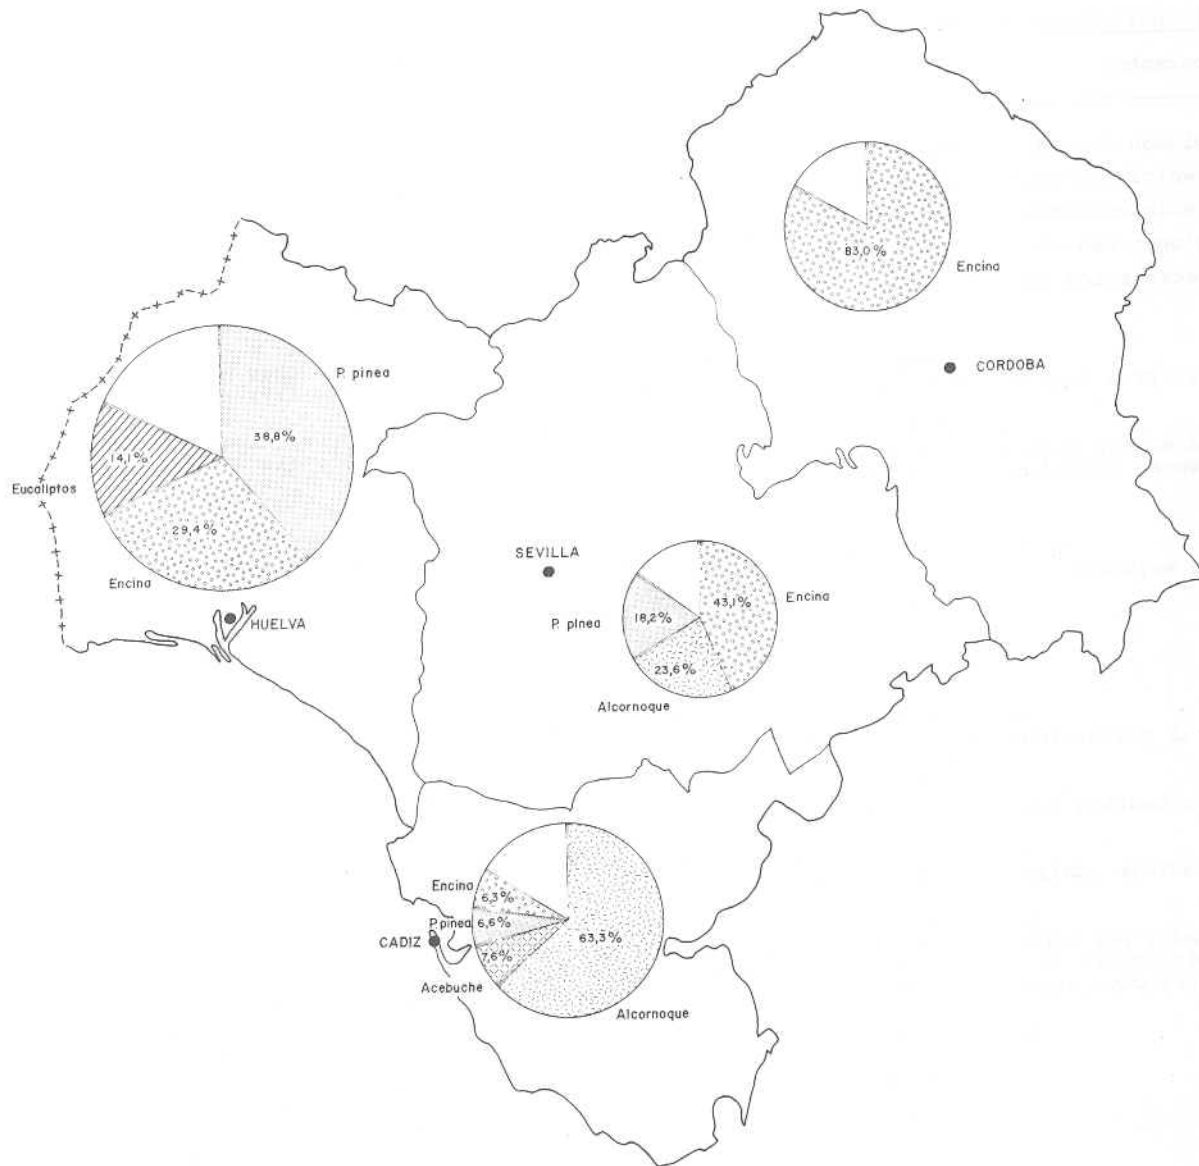 83,0%
Encina
CORDOBA
P. pinea
38,8%
14,1%
Eucaliptos
29,4%
Encina
HUELVA
SEVILLA
43,1%
Encina
18,2%
P. pinea
23,6%
Alcornoque
Encina
6,3%
P. pinea
6,6%
CADIZ
63,3%
7,6%
Acebuche
Alcornoque